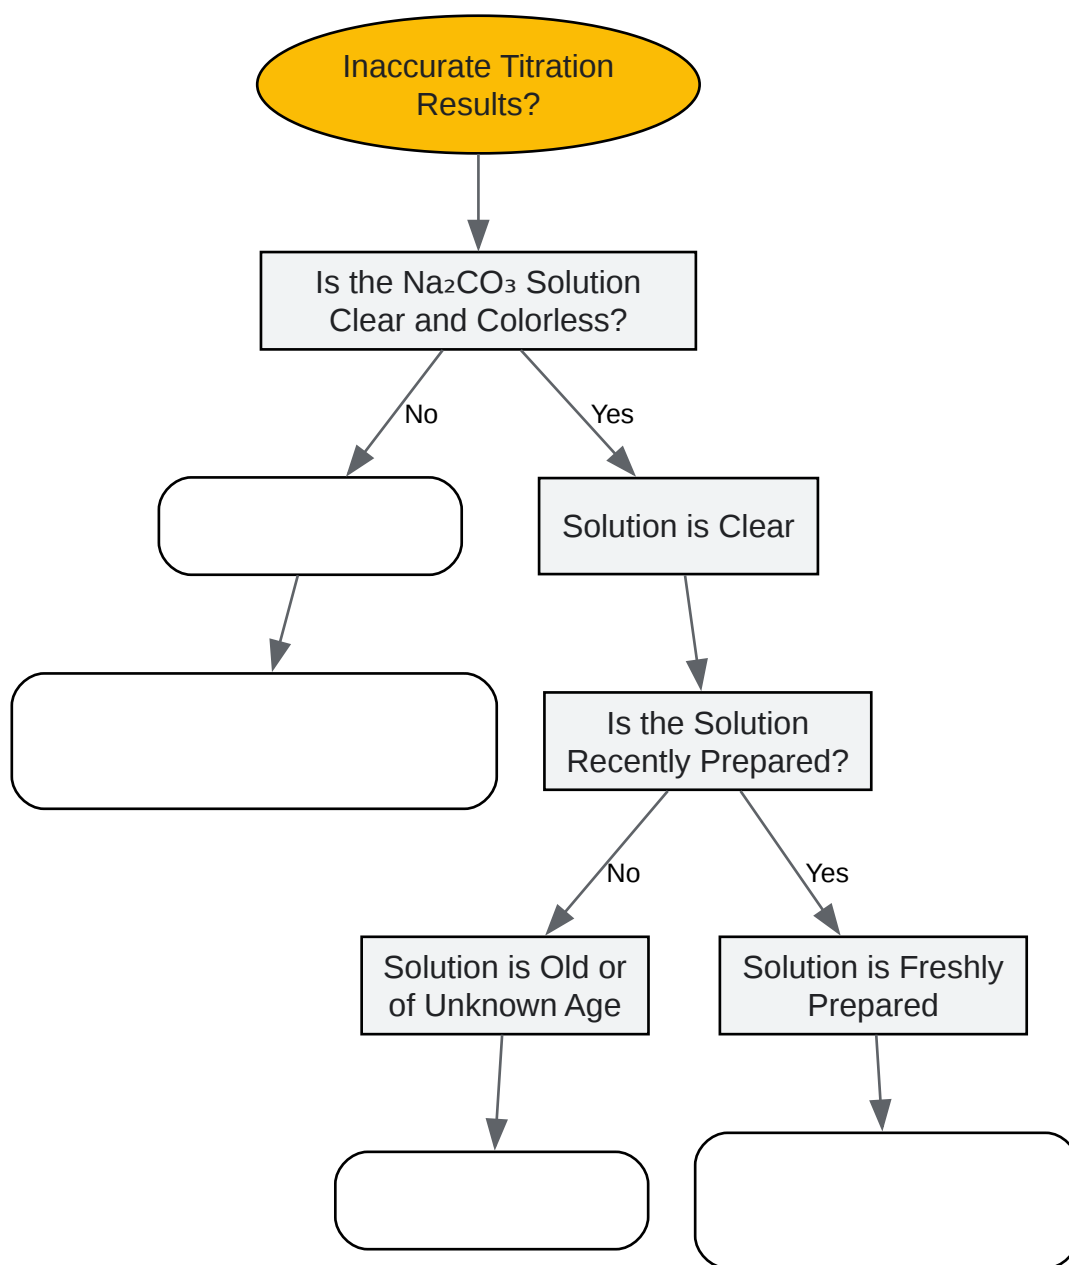 Inaccurate Titration
Results?
Is the Na₂CO₃ Solution
Clear and Colorless?
No
Yes
Solution is Clear
Is the Solution
Recently Prepared?
No
Yes
Solution is Old or
of Unknown Age
Solution is Freshly
Prepared